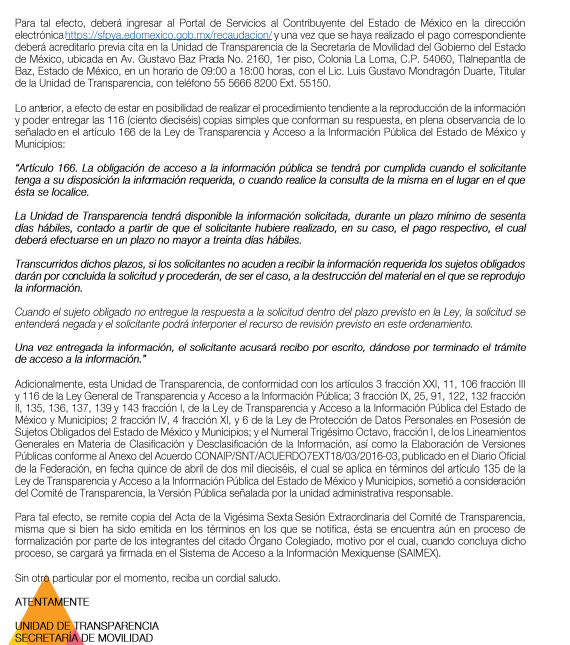 Para tal efecto, deberá ingresar al Portal de Servicios al Contribuyente del Estado de México en la dirección
electrónica https://sfpya.edomexico.gob.mx/recaudacion/ y una vez que se haya realizado el pago correspondiente
deberá acreditarlo previa cita en la Unidad de Transparencia de la Secretaría de Movilidad del Gobierno del Estado
de México, ubicada en Av. Gustavo Baz Prada No. 2160, 1er piso, Colonia La Loma, C.P. 54060, Tlalnepantla de
Baz, Estado de México, en un horario de 09:00 a 18:00 horas, con el Lic. Luis Gustavo Mondragón Duarte, Titular
de la Unidad de Transparencia, con teléfono 55 5666 8200 Ext. 55150.
Lo anterior, a efecto de estar en posibilidad de realizar el procedimiento tendiente a la reproducción de la información
y poder entregar las 116 (ciento dieciséis) copias simples que conforman su respuesta, en plena observancia de lo
señalado en el artículo 166 de la Ley de Transparencia y Acceso a la Información Pública del Estado de México y
Municipios:
"Artículo 166. La obligación de acceso a la información pública se tendrá por cumplida cuando el solicitante
tenga a su disposición la información requerida, o cuando realice la consulta de la misma en el lugar en el que
ésta se localice.
La Unidad de Transparencia tendrá disponible la información solicitada, durante un plazo mínimo de sesenta
días hábiles, contado a partir de que el solicitante hubiere realizado, en su caso, el pago respectivo, el cual
deberá efectuarse en un plazo no mayor a treinta días hábiles.
Transcurridos dichos plazos, si los solicitantes no acuden a recibir la información requerida los sujetos obligados
darán por concluida la solicitud y procederán, de ser el caso, a la destrucción del material en el que se reprodujo
la información.
Cuando el sujeto obligado no entregue la respuesta a la solicitud dentro del plazo previsto en la Ley, la solicitud se
entenderá negada y el solicitante podrá interponer el recurso de revisión previsto en este ordenamiento.
Una vez entregada la información, el solicitante acusará recibo por escrito, dándose por terminado el trámite
de acceso a la información."
Adicionalmente, esta Unidad de Transparencia, de conformidad con los artículos 3 fracción XXI, 11, 106 fracción III
y 116 de la Ley General de Transparencia y Acceso a la Información Pública; 3 fracción IX, 25, 91, 122, 132 fracción
II, 135, 136, 137, 139 y 143 fracción I, de la Ley de Transparencia y Acceso a la Información Pública del Estado de
México y Municipios; 2 fracción IV, 4 fracción XI, y 6 de la Ley de Protección de Datos Personales en Posesión de
Sujetos Obligados del Estado de México y Municipios; y el Numeral Trigésimo Octavo, fracción I, de los Lineamientos
Generales en Materia de Clasificación y Desclasificación de la Información, así como la Elaboración de Versiones
Públicas conforme al Anexo del Acuerdo CONAIP/SNT/ACUERDO7EXT18/03/2016-03, publicado en el Diario Oficial
de la Federación, en fecha quince de abril de dos mil dieciséis, el cual se aplica en términos del artículo 135 de la
Ley de Transparencia y Acceso a la Información Pública del Estado de México y Municipios, sometió a consideración
del Comité de Transparencia, la Versión Pública señalada por la unidad administrativa responsable.
Para tal efecto, se remite copia del Acta de la Vigésima Sexta Sesión Extraordinaria del Comité de Transparencia,
misma que si bien ha sido emitida en los términos en los que se notifica, ésta se encuentra aún en proceso de
formalización por parte de los integrantes del citado Órgano Colegiado, motivo por el cual, cuando concluya dicho
proceso, se cargará ya firmada en el Sistema de Acceso a la Información Mexiquense (SAIMEX).
Sin otro particular por el momento, reciba un cordial saludo.
ATENTAMENTE
UNIDAD DE TRANSPARENCIA
SECRETARÍA DE MOVILIDAD